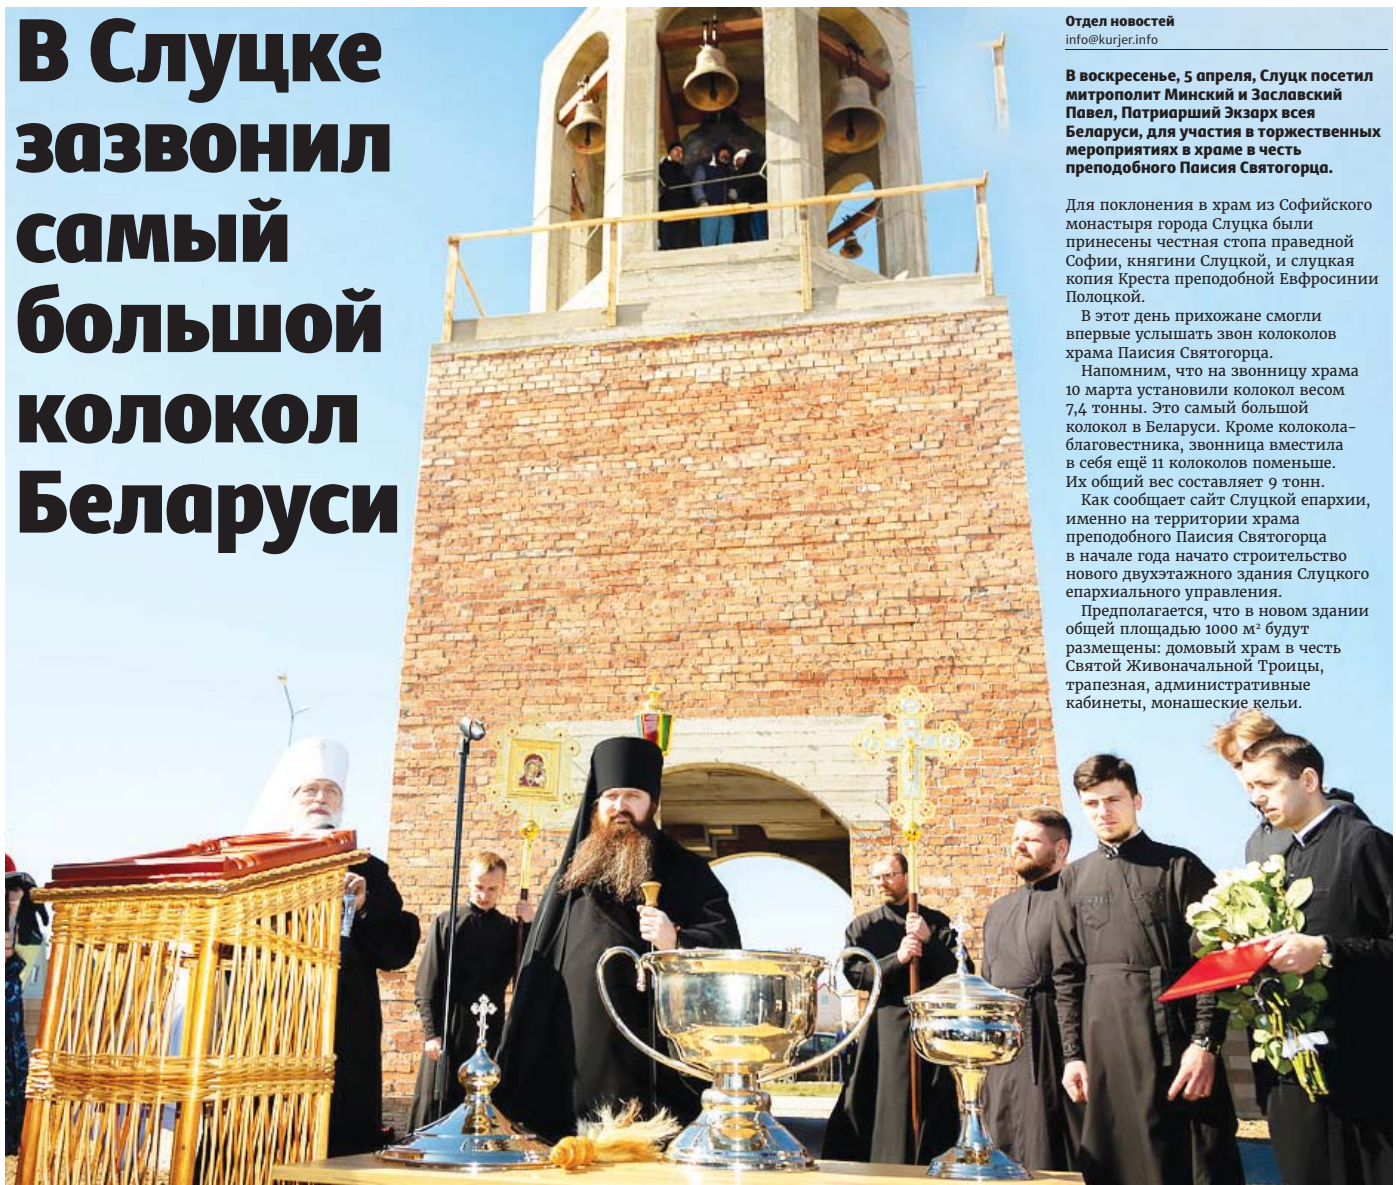 В Слуцке
зазвонил
самый
большой
колокол
Беларуси
Отдел новостей
info@kurjer.info
В воскресенье, 5 апреля, Слуцк посетил
митрополит Минский и Заславский
Павел, Патриарший Экзарх всея
Беларуси, для участия в торжественных
мероприятиях в храме в честь
преподобного Паисия Святогорца.
Для поклонения в храм из Софийского
монастыря города Слуцка были
принесены честная стопа праведной
Софии, княгини Слуцкой, и слуцкая
копия Креста преподобной Евфросинии
Полоцкой.
В этот день прихожане смогли
впервые услышать звон колоколов
храма Паисия Святогорца.
Напомним, что на звонницу храма
10 марта установили колокол весом
7,4 тонны. Это самый большой
колокол в Беларуси. Кроме колокола-
благовестника, звонница вместила
в себя ещё 11 колоколов поменьше.
Их общий вес составляет 9 тонн.
Как сообщает сайт Слуцкой епархии,
именно на территории храма
преподобного Паисия Святогорца
в начале года начато строительство
нового двухэтажного здания Слуцкого
епархиального управления.
Предполагается, что в новом здании
общей площадью 1000 м² будут
размещены: домовый храм в честь
Святой Живоначальной Троицы,
трапезная, административные
кабинеты, монашеские кельи.